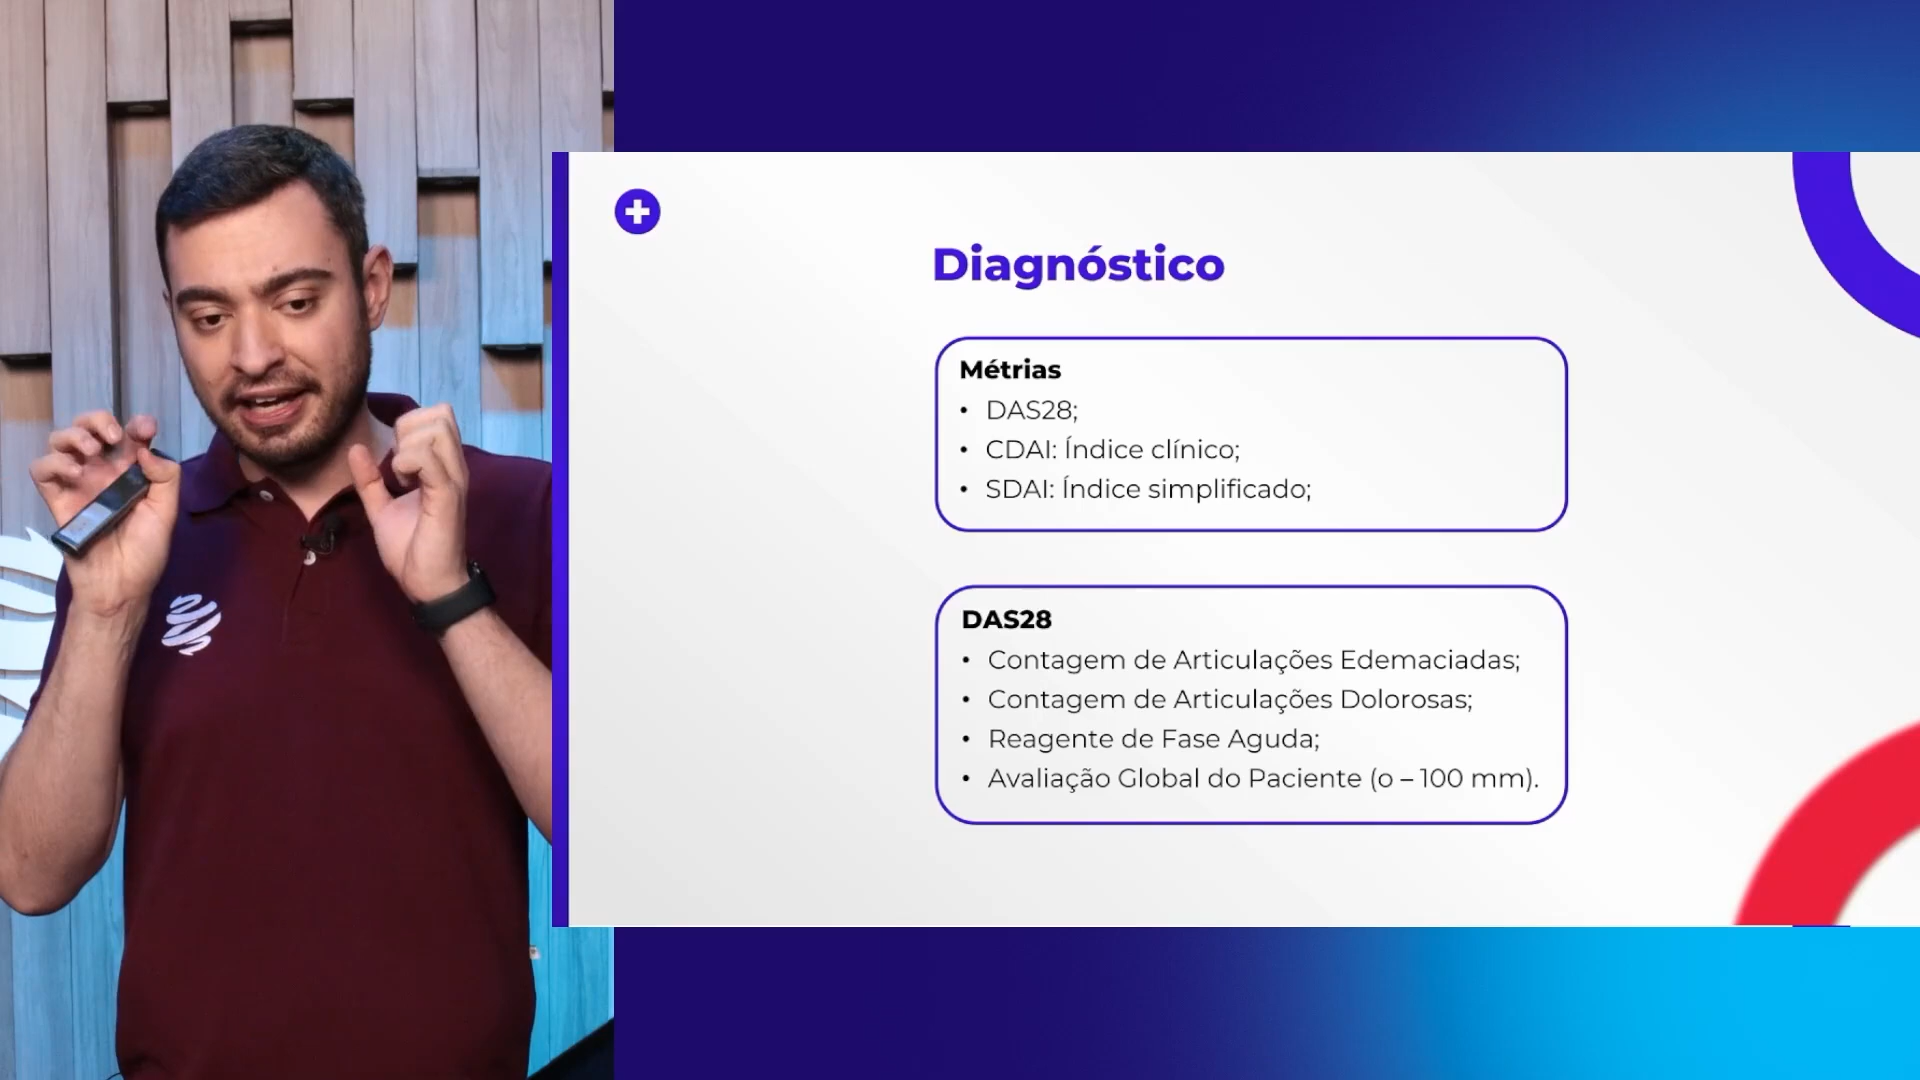 Diagnóstico
Métrias
• DAS28;
• CDAI: Índice clínico;
• SDAI: Índice simplificado;
DAS28
• Contagem de Articulações Edemaciadas;
• Contagem de Articulações Dolorosas;
• Reagente de Fase Aguda;
• Avaliação Global do Paciente (o – 100 mm).